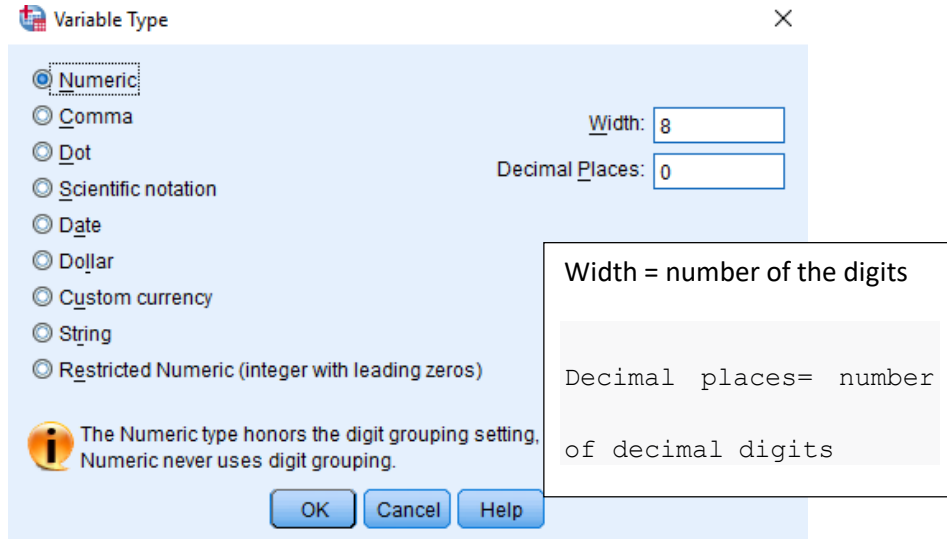 Variable Type
Numeric
Comma
Dot
Scientific notation
Date
Dollar
Custom currency
String
Restricted Numeric (integer with leading zeros)
Width: 8
Decimal Places: 0
The Numeric type honors the digit grouping setting,
Numeric never uses digit grouping.
OK Cancel Help
Width = number of the digits
Decimal places= number
of decimal digits